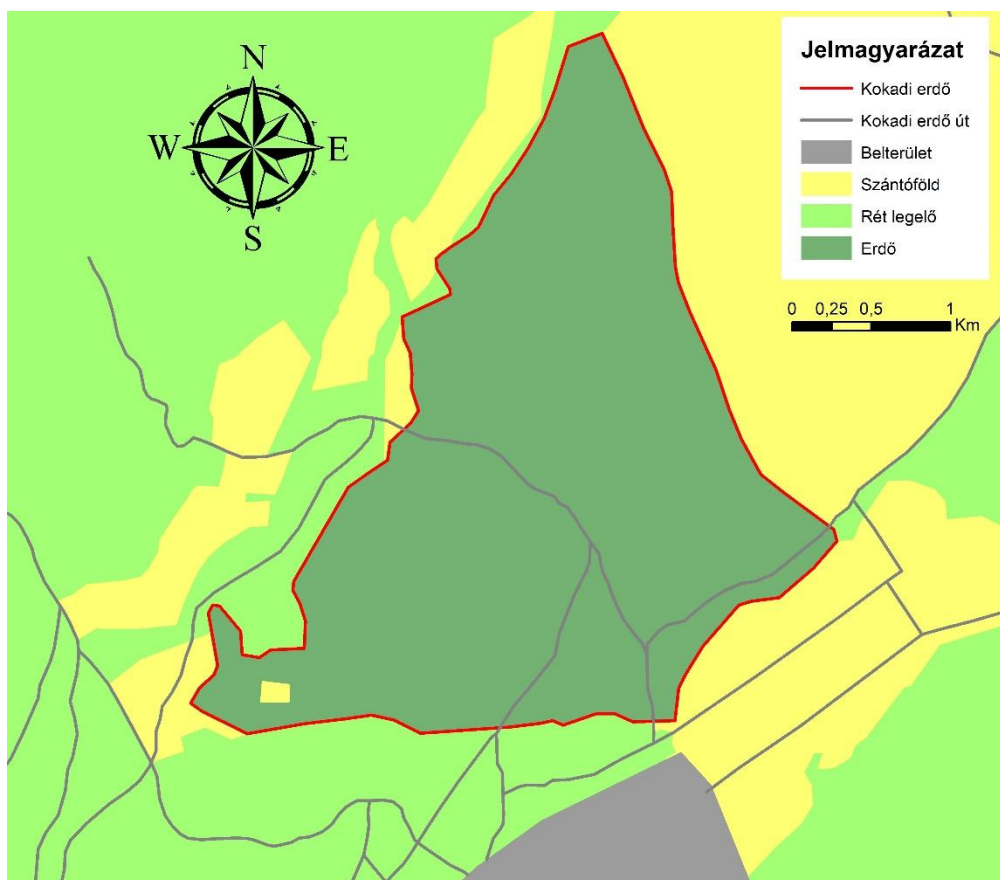 N
W E
S
Jelmagyarázat
Kokadi erdő
Kokadi erdő út
Belterület
Szántóföld
Rét legelő
Erdő
0 0,25 0,5 1
Km